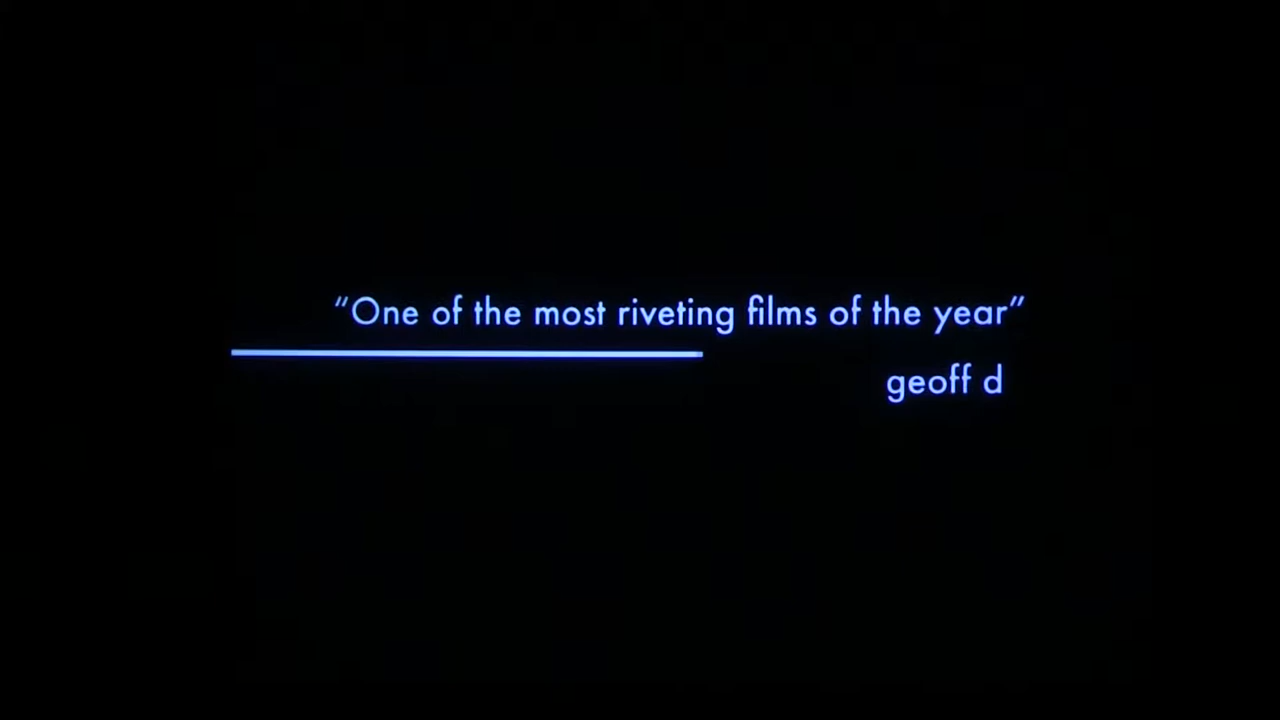 “One of the most riveting films of the year”
geoff d